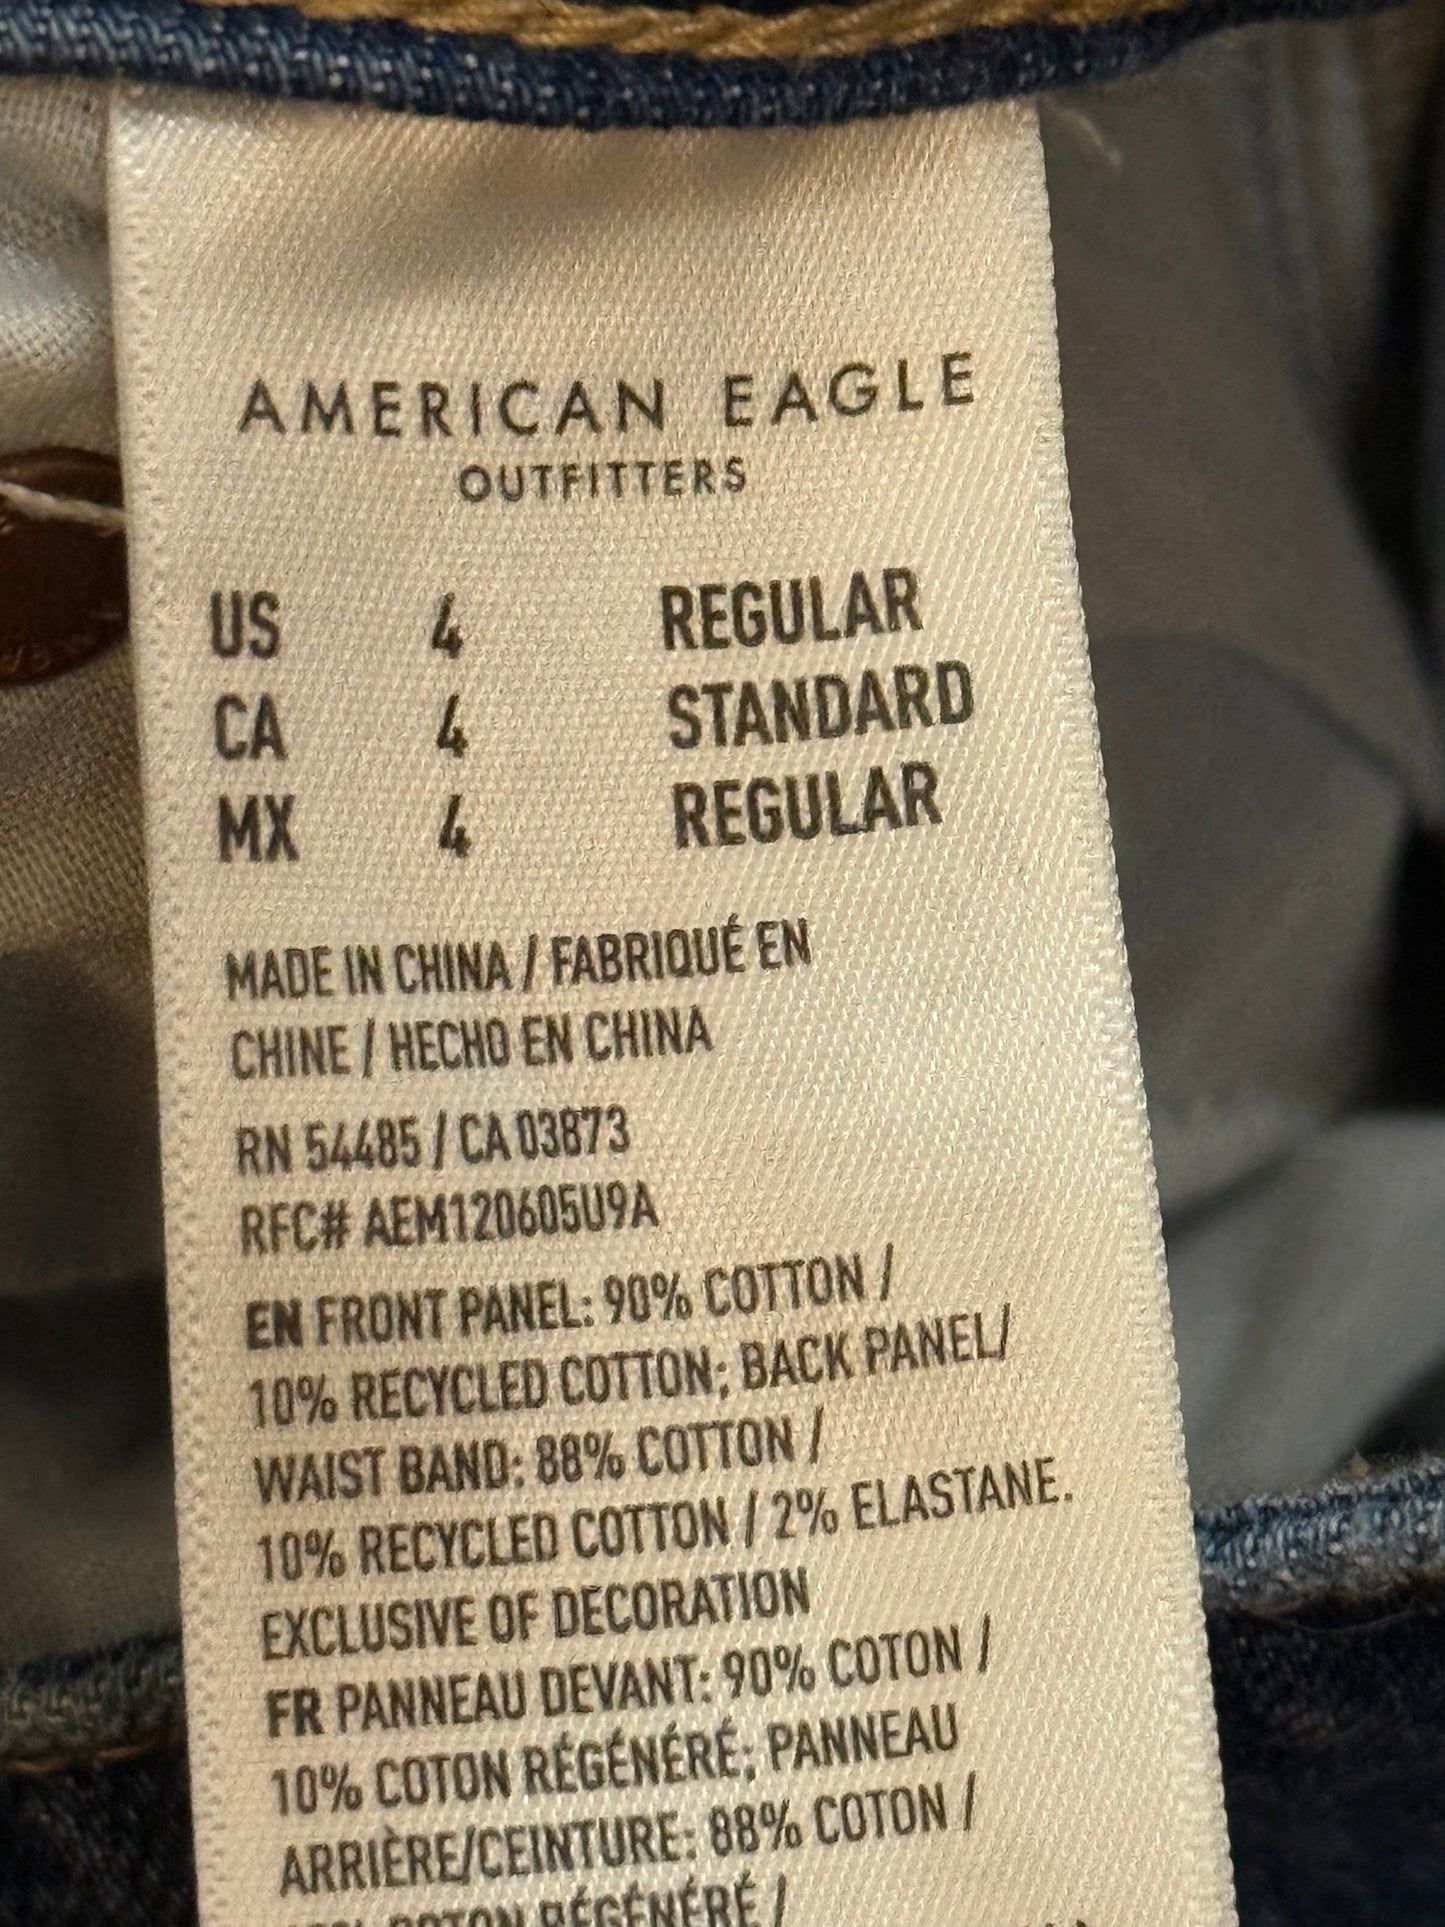 AMERICAN EAGLE
OUTFITTERS
US 4 REGULAR
CA 4 STANDARD
MX 4 REGULAR
MADE IN CHINA / FABRIQUÉ EN
CHINE / HECHO EN CHINA
RN 54485 / CA 03873
RFC# AEM120605U9A
EN FRONT PANEL: 90% COTTON /
10% RECYCLED COTTON; BACK PANEL/
WAIST BAND: 88% COTTON /
10% RECYCLED COTTON / 2% ELASTANE.
EXCLUSIVE OF DECORATION
FR PANNEAU DEVANT: 90% COTON /
10% COTON RÉGÉNÉRÉ; PANNEAU
ARRIÈRE/CEINTURE: 88% COTON /
COTON RÉGÉNÉRÉ /